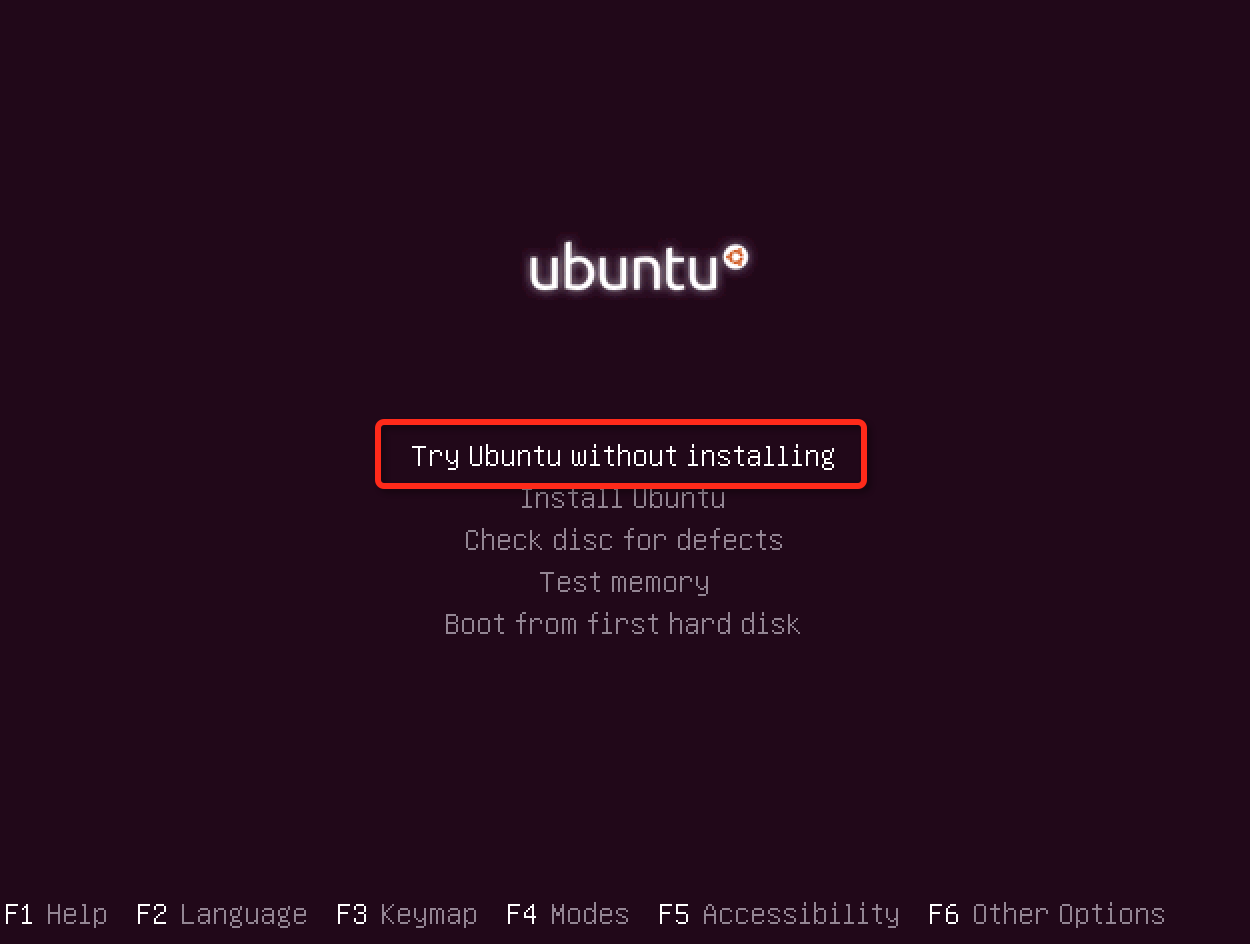 ubuntu
Try Ubuntu without installing
Install Ubuntu
Check disc for defects
Test memory
Boot from first hard disk
F1 Help F2 Language F3 Keymap F4 Modes F5 Accessibility F6 Other Options